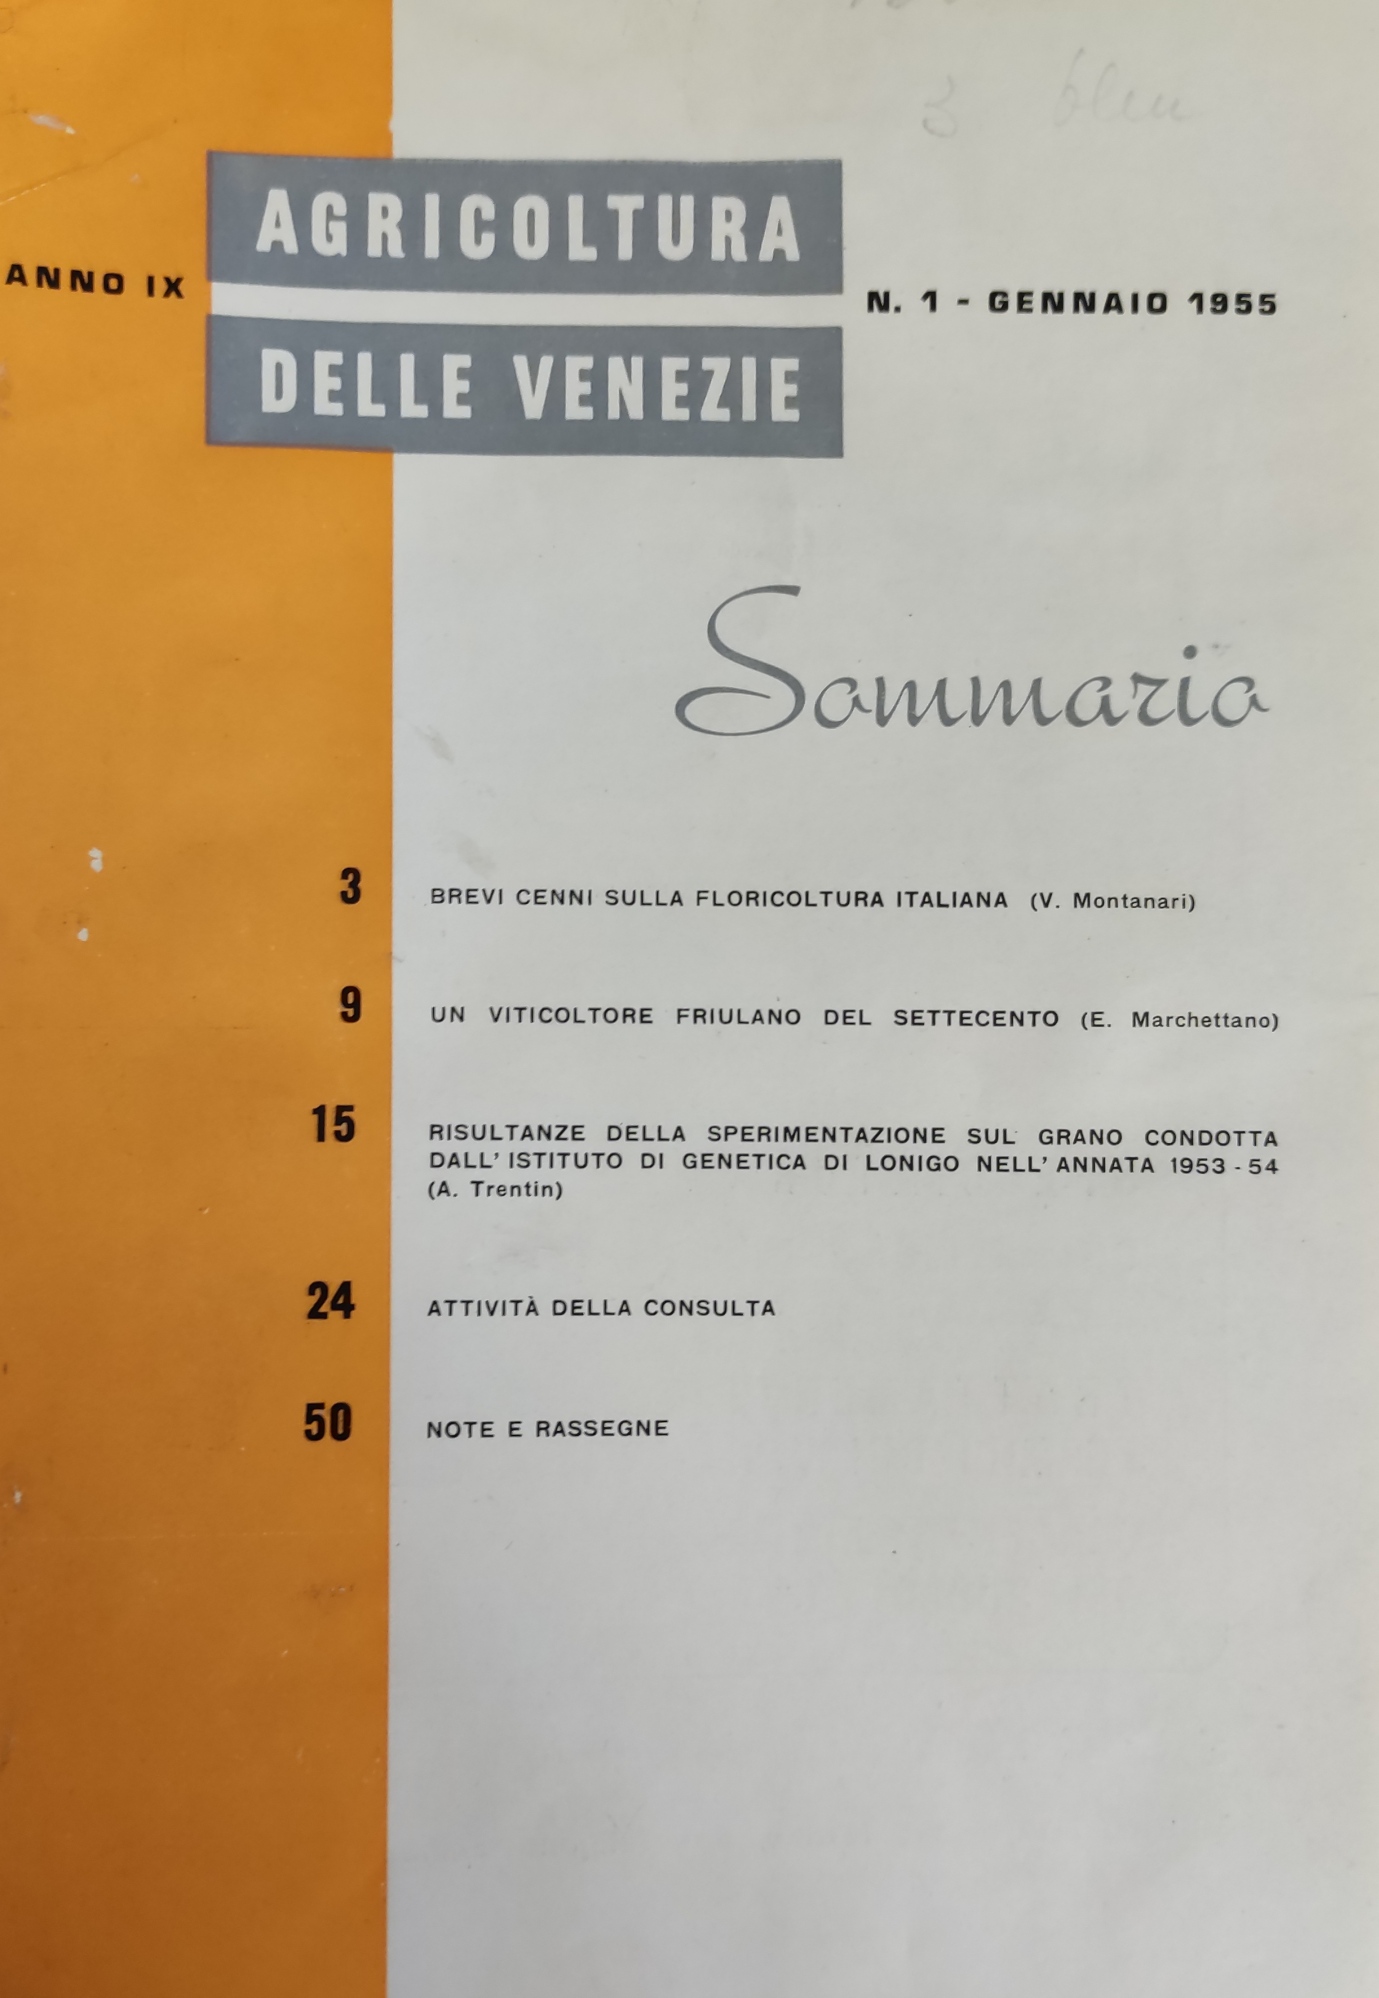 3 bleu
AGRICOLTURA
ANNO IX
N. 1 - GENNAIO 1955
DELLE VENEZIE
Sommario
3 BREVI CENNI SULLA FLORICOLTURA ITALIANA (V. Montanari)
9 UN VITICOLTORE FRIULANO DEL SETTECENTO (E. Marchettano)
15 RISULTANZE DELLA SPERIMENTAZIONE SUL GRANO CONDOTTA
DALL' ISTITUTO DI GENETICA DI LONIGO NELL' ANNATA 1953 - 54
(A. Trentin)
24 ATTIVITÀ DELLA CONSULTA
50 NOTE E RASSEGNE